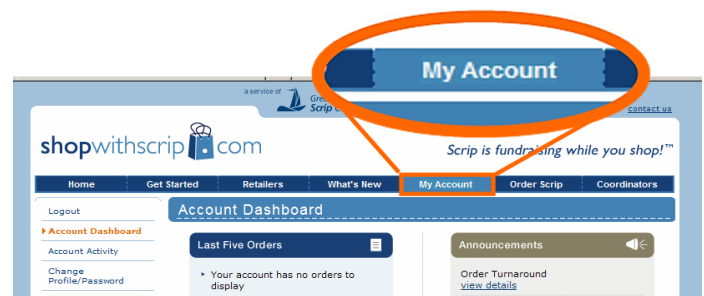 My Account
a service of
Scrip
contact us
shopwithscrip com
Scrip is fundraising while you shop!™
Home Get Started Retailers What's New My Account Order Scrip Coordinators
Logout
Account Dashboard
Account Dashboard
Account Activity
Change
Profile/Password
Last Five Orders
Your account has no orders to
display
Announcements
Order Turnaround
view details